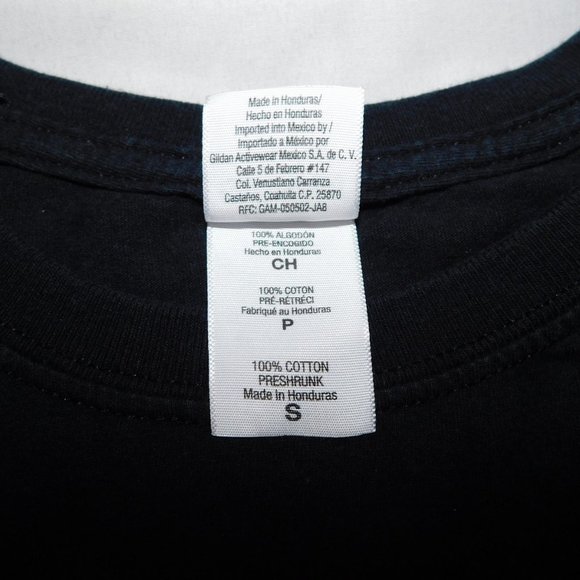 Made in Honduras/
Hecho en Honduras
Imported into Mexico by /
Importado a México por
Gildan Activewear Mexico S.A. de C. V.
Calle 5 de Febrero #147
Col. Venustiano Carranza
Castaños, Coahuila C.P. 25870
RFC: GAM-050502-JA8
100% ALGODÓN
PRE-ENCOGIDO
Hecho en Honduras
CH
100% COTON
PRÉ-RÉTRÉCI
Fabriqué au Honduras
P
100% COTTON
PRESHRUNK
Made in Honduras
S